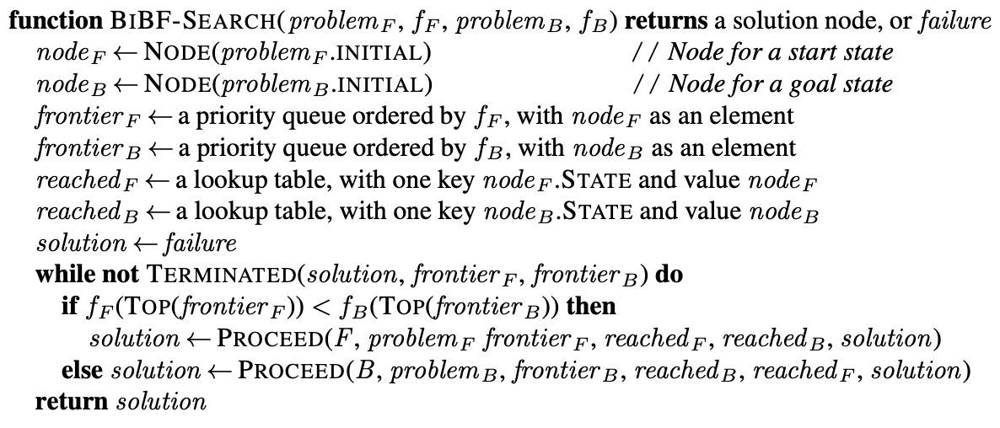 function BIBF-SEARCH(problem_F, f_F, problem_B, f_B) returns a solution node, or failure
node_F ← NODE(problem_F.INITIAL) // Node for a start state
node_B ← NODE(problem_B.INITIAL) // Node for a goal state
frontier_F ← a priority queue ordered by f_F, with node_F as an element
frontier_B ← a priority queue ordered by f_B, with node_B as an element
reached_F ← a lookup table, with one key node_F.STATE and value node_F
reached_B ← a lookup table, with one key node_B.STATE and value node_B
solution ← failure
while not TERMINATED(solution, frontier_F, frontier_B) do
if f_F(TOP(frontier_F)) < f_B(TOP(frontier_B)) then
solution ← PROCEED(F, problem_F frontier_F, reached_F, reached_B, solution)
else solution ← PROCEED(B, problem_B, frontier_B, reached_B, reached_F, solution)
return solution